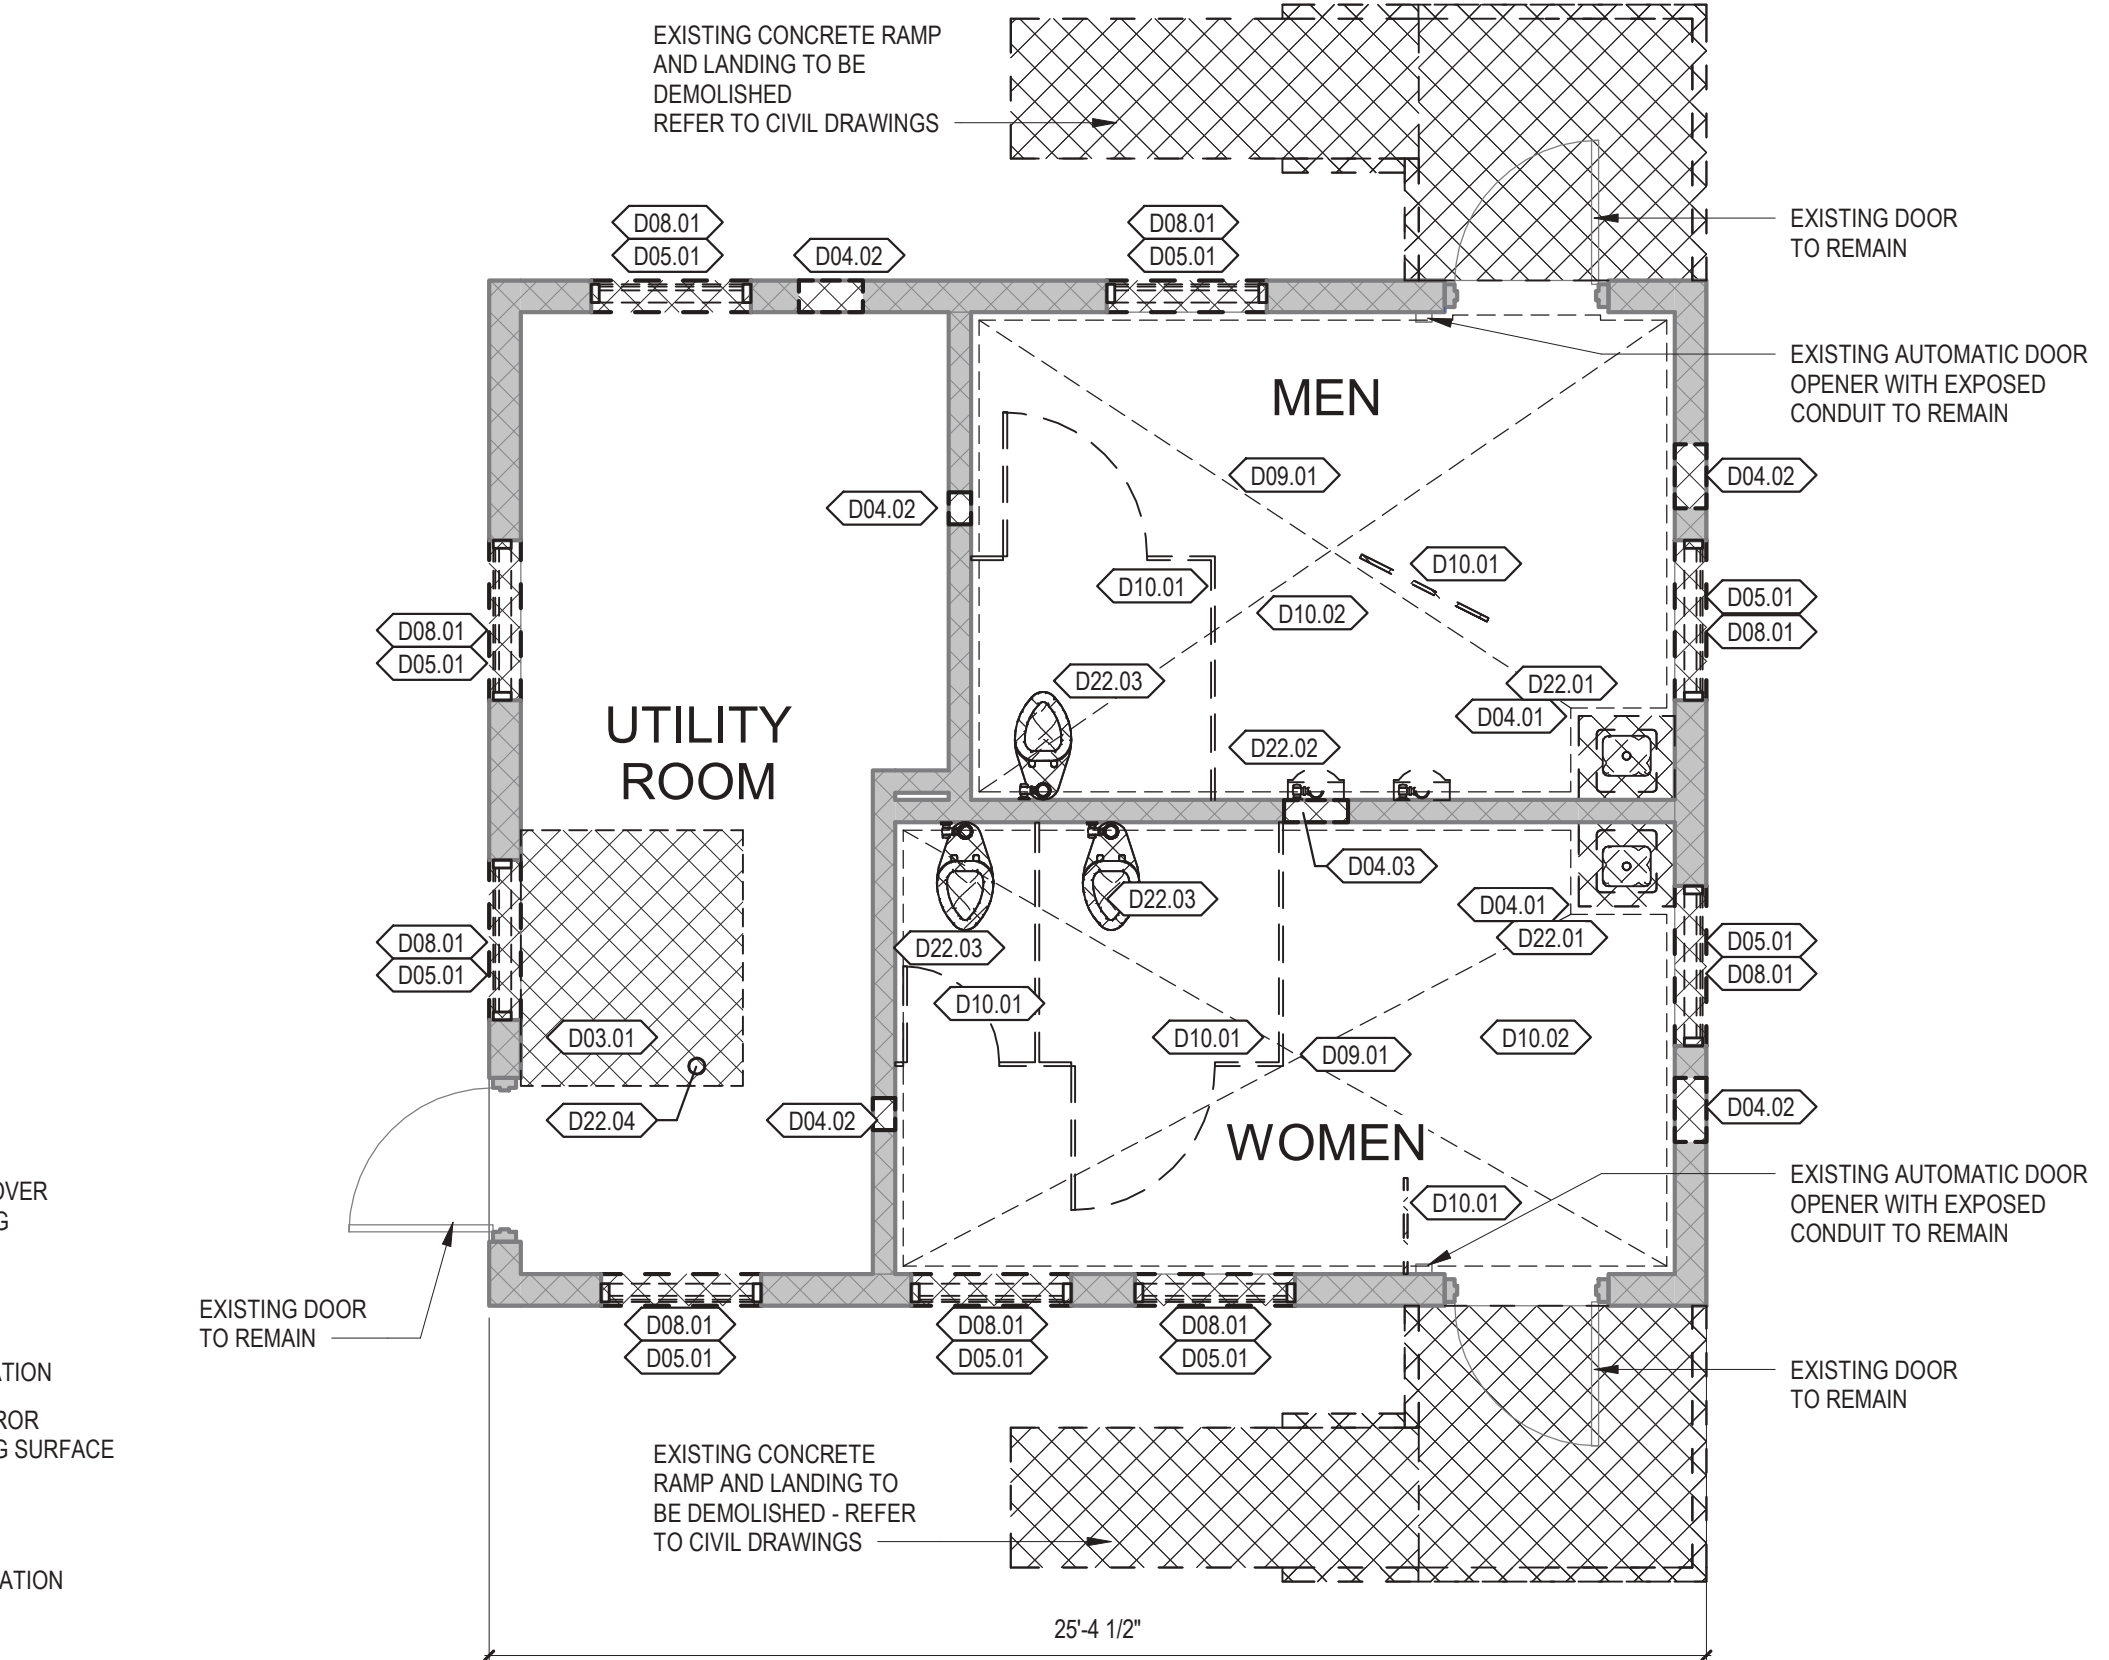 EXISTING CONCRETE RAMP
AND LANDING TO BE
DEMOLISHED
REFER TO CIVIL DRAWINGS
D08.01
D05.01
D04.02
D08.01
D05.01
EXISTING DOOR
TO REMAIN
EXISTING AUTOMATIC DOOR
OPENER WITH EXPOSED
CONDUIT TO REMAIN
MEN
D09.01
D04.02
D04.02
D10.01
D10.01
D10.02
D05.01
D08.01
D08.01
D05.01
D22.03
D22.01
D04.01
UTILITY
ROOM
D22.02
D04.03
D22.03
D04.01
D22.01
D22.03
D08.01
D05.01
D05.01
D08.01
D10.01
D10.01
D09.01
D10.02
D03.01
D22.04
D04.02
D04.02
WOMEN
D10.01
EXISTING AUTOMATIC DOOR
OPENER WITH EXPOSED
CONDUIT TO REMAIN
OVER
G
EXISTING DOOR
TO REMAIN
D08.01
D05.01
D08.01
D05.01
D08.01
D05.01
EXISTING DOOR
TO REMAIN
ATION
ROR
G SURFACE
EXISTING CONCRETE
RAMP AND LANDING TO
BE DEMOLISHED - REFER
TO CIVIL DRAWINGS
ATION
25'-4 1/2"